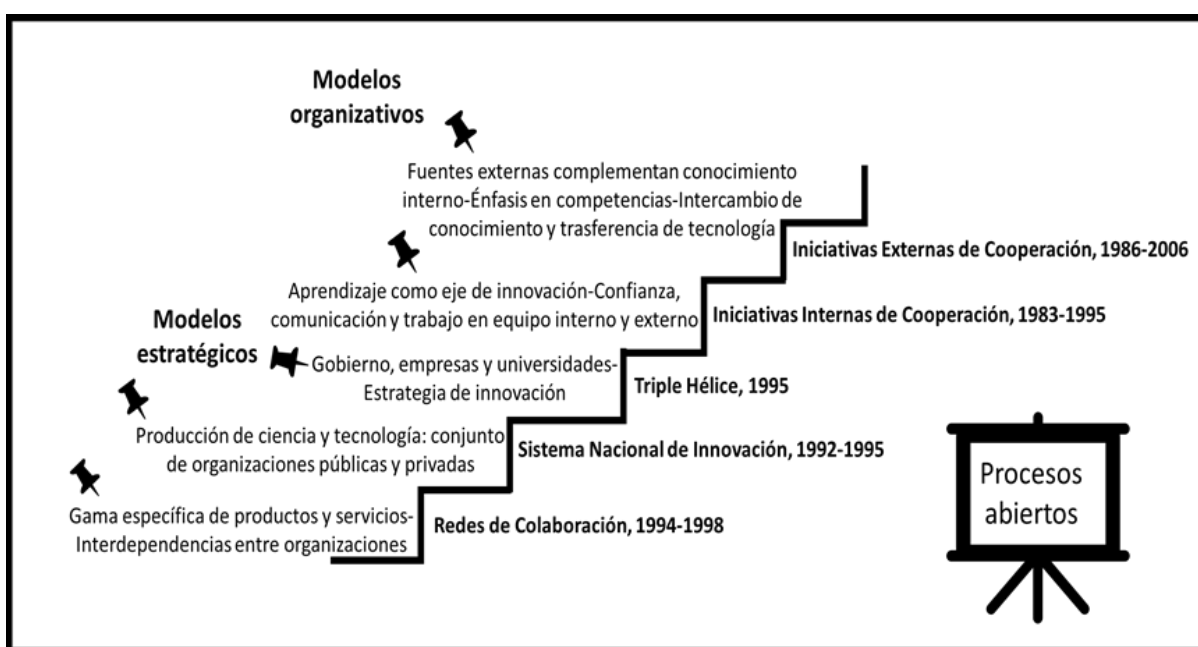 Modelos
organizativos
Fuentes externas complementan conocimiento
interno-Énfasis en competencias-Intercambio de
conocimiento y trasferencia de tecnología
Iniciativas Externas de Cooperación, 1986-2006
Aprendizaje como eje de innovación-Confianza,
comunicación y trabajo en equipo interno y externo
Iniciativas Internas de Cooperación, 1983-1995
Modelos
estratégicos
Gobierno, empresas y universidades-
Estrategia de innovación
Triple Hélice, 1995
Producción de ciencia y tecnología: conjunto
de organizaciones públicas y privadas
Sistema Nacional de Innovación, 1992-1995
Gama específica de productos y servicios-
Interdependencias entre organizaciones
Redes de Colaboración, 1994-1998
Procesos
abiertos